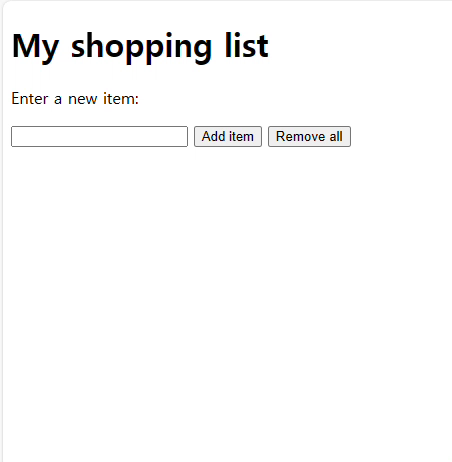 My shopping list
Enter a new item:
Add item Remove all